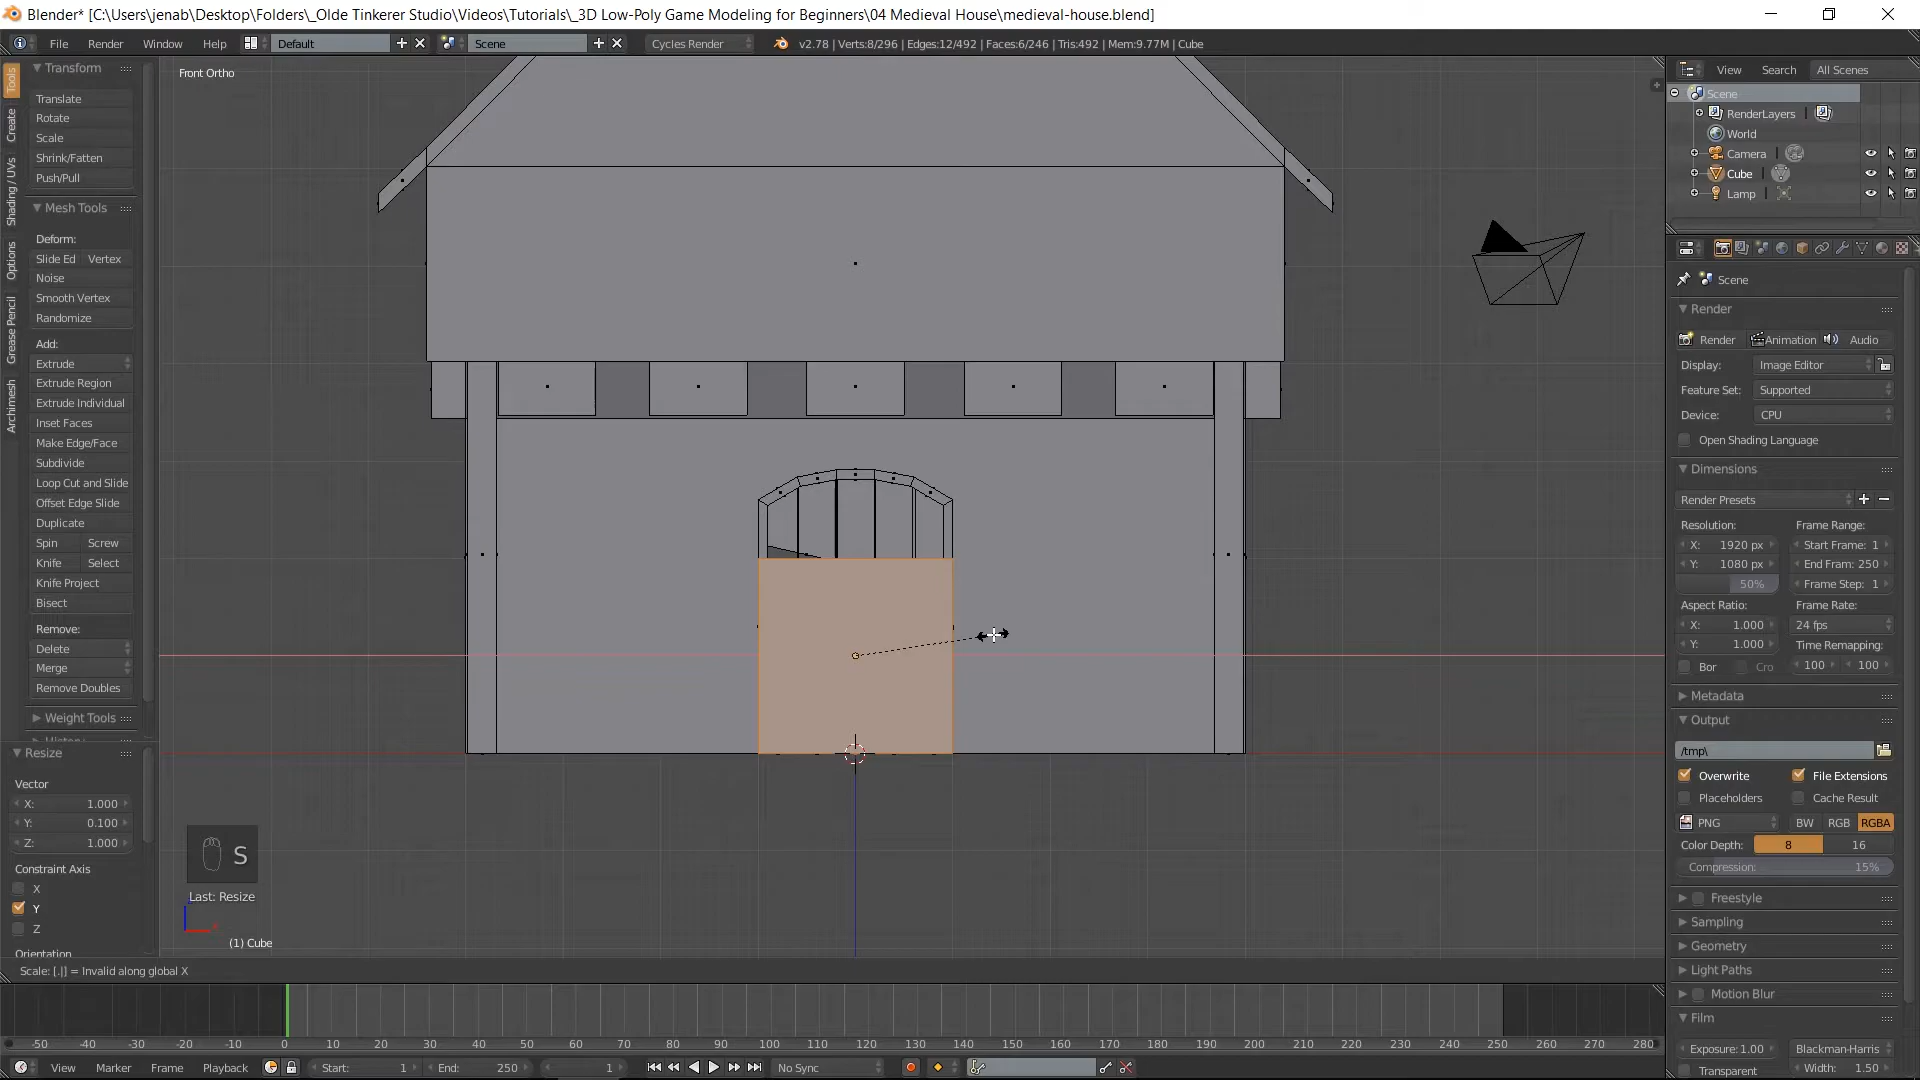 Blender* [C:\Users\jenab\Desktop\Folders\_Olde Tinkerer Studio\Videos\Tutorials\_3D Low-Poly Game Modeling for Beginners\04 Medieval House\medieval-house.blend]
File Render Window Help Default Scene Cycles Render v2.78 | Verts:8/296 | Edges:12/492 | Faces:6/246 | Tris:492 | Mem:9.77M | Cube
Tools
Create
Shading / UVs
Options
Grease Pencil
Archimesh
Transform
Translate
Rotate
Scale
Shrink/Fatten
Push/Pull
Mesh Tools
Deform:
Slide Ed Vertex
Noise
Smooth Vertex
Randomize
Add:
Extrude
Extrude Region
Extrude Individual
Inset Faces
Make Edge/Face
Subdivide
Loop Cut and Slide
Offset Edge Slide
Duplicate
Spin Screw
Knife Select
Knife Project
Bisect
Remove:
Delete
Merge
Remove Doubles
Weight Tools
Resize
Vector
X: 1.000
Y: 0.100
Z: 1.000
Constraint Axis
X
Y
Z
Orientation
Front Ortho
S
Last: Resize
(1) Cube
Scale: [.|] = Invalid along global X
View Search All Scenes
Scene
RenderLayers
World
Camera
Cube
Lamp
Scene
Render
Render Animation Audio
Display: Image Editor
Feature Set: Supported
Device: CPU
Open Shading Language
Dimensions
Render Presets
Resolution: Frame Range:
X: 1920 px Start Frame: 1
Y: 1080 px End Fram: 250
50% Frame Step: 1
Aspect Ratio: Frame Rate:
X: 1.000 24 fps
Y: 1.000 Time Remapping:
Bor Cro 100 100
Metadata
Output
/tmp\
Overwrite File Extensions
Placeholders Cache Result
PNG BW RGB RGBA
Color Depth: 8 16
Compression: 15%
Freestyle
Sampling
Geometry
Light Paths
Motion Blur
Film
Exposure: 1.00 Blackman-Harris
Transparent Width: 1.50
-50 -40 -30 -20 -10 0 10 20 30 40 50 60 70 80 90 100 110 120 130 140 150 160 170 180 190 200 210 220 230 240 250 260 270 280
View Marker Frame Playback Start: 1 End: 250 1 No Sync